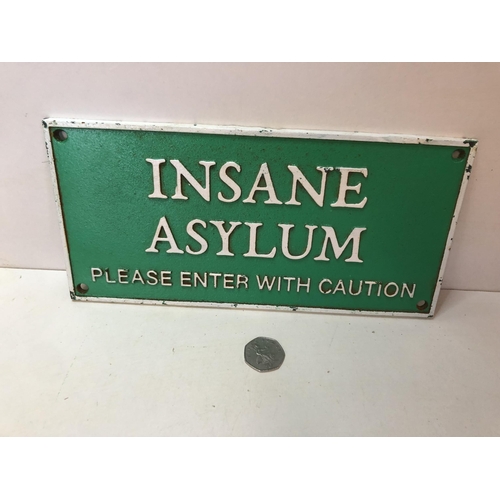 INSANE
ASYLUM
PLEASE ENTER WITH CAUTION